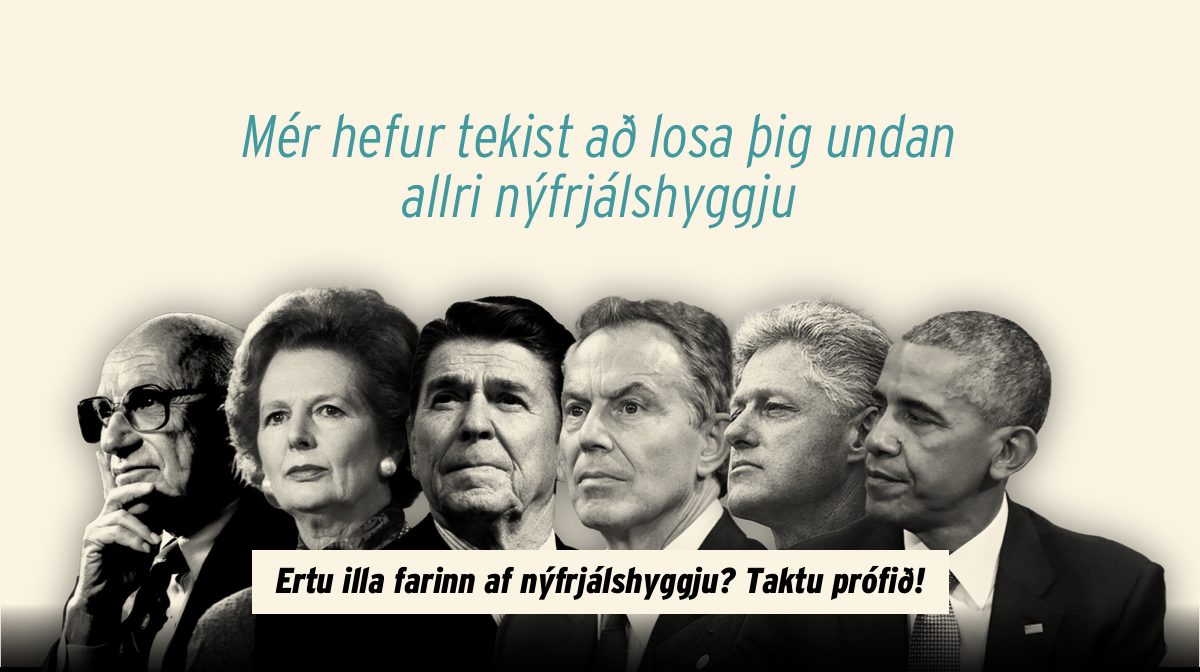 Mér hefur tekist að losa þig undan
allri nýfrjálshyggju
Ertu illa farinn af nýfrjálshyggju? Taktu prófið!